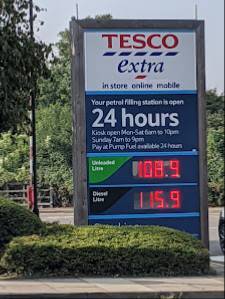 TESCO
extra
in store online mobile
Your petrol filling station is open
24 hours
Kiosk open Mon-Sat 6am to 10pm
Sunday 7am to 9pm
Pay at Pump Fuel available 24 hours
Unleaded
Litre
108.9
Diesel
Litre
115.9